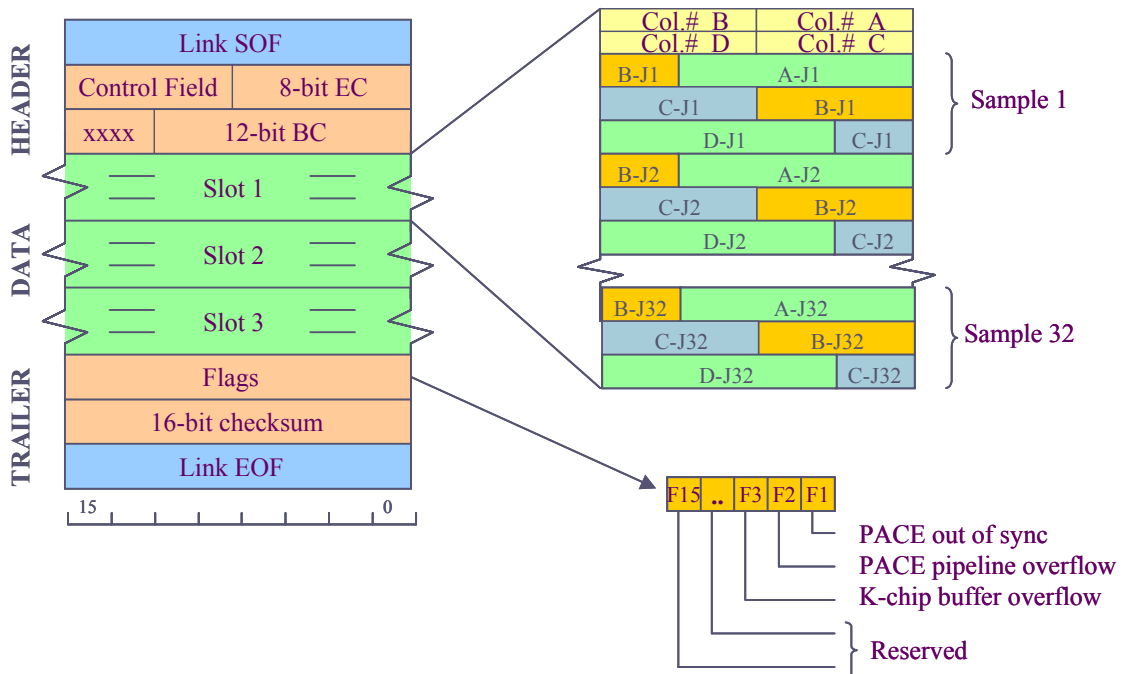 HEADER
Link SOF
Control Field 8-bit EC
xxxx 12-bit BC
DATA
Slot 1
Slot 2
Slot 3
TRAILER
Flags
16-bit checksum
Link EOF
15 0
Col.# B Col.# A
Col.# D Col.# C
B-J1 A-J1
C-J1 B-J1
D-J1 C-J1
Sample 1
B-J2 A-J2
C-J2 B-J2
D-J2 C-J2
B-J32 A-J32
C-J32 B-J32
D-J32 C-J32
Sample 32
F15 .. F3 F2 F1
PACE out of sync
PACE pipeline overflow
K-chip buffer overflow
Reserved